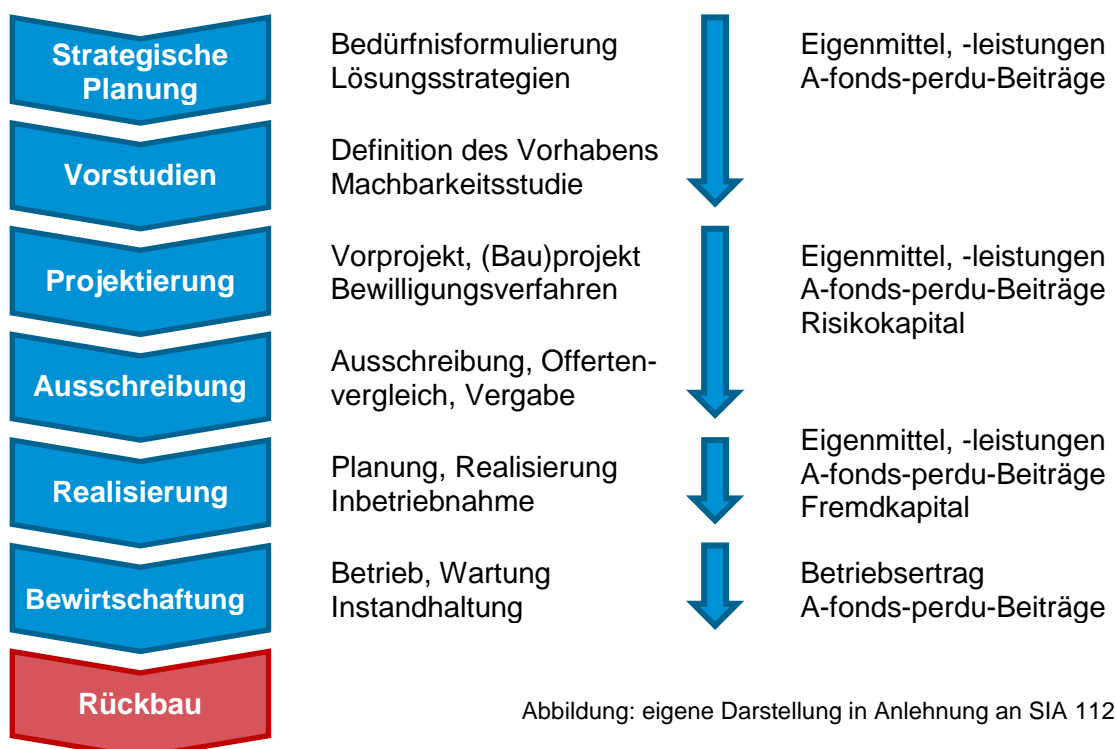 Strategische
Planung
Bedürfnisformulierung
Lösungsstrategien
Eigenmittel, -leistungen
A-fonds-perdu-Beiträge
Vorstudien
Definition des Vorhabens
Machbarkeitsstudie
Projektierung
Vorprojekt, (Bau)projekt
Bewilligungsverfahren
Eigenmittel, -leistungen
A-fonds-perdu-Beiträge
Risikokapital
Ausschreibung
Ausschreibung, Offerten-
vergleich, Vergabe
Realisierung
Planung, Realisierung
Inbetriebnahme
Eigenmittel, -leistungen
A-fonds-perdu-Beiträge
Fremdkapital
Bewirtschaftung
Betrieb, Wartung
Instandhaltung
Betriebsertrag
A-fonds-perdu-Beiträge
Rückbau
Abbildung: eigene Darstellung in Anlehnung an SIA 112